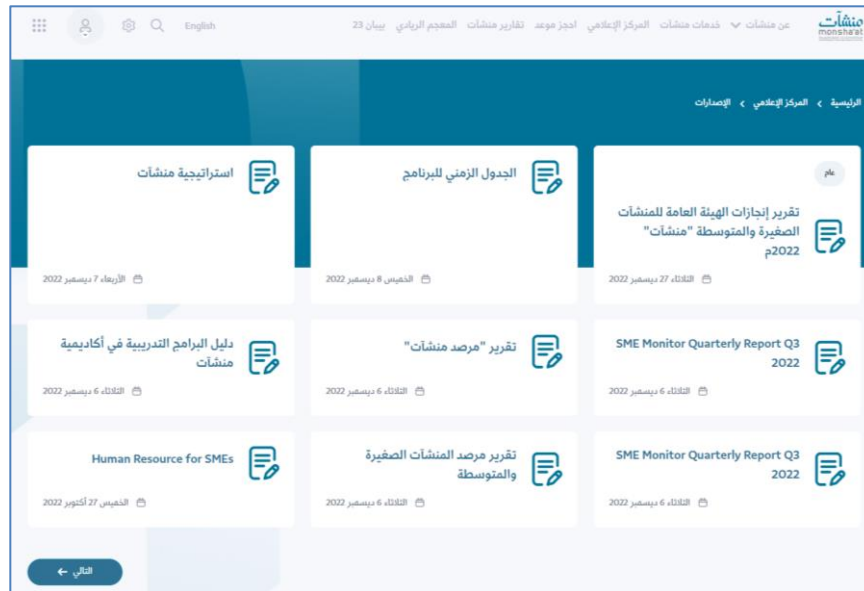 منشآت
monsha'at
عن منشآت
خدمات منشآت
المركز الإعلامي
احجز موعد
تقارير منشآت
المعجم الريادي
بيبان 23
English
الرئيسية > المركز الإعلامي > الإصدارات
عام
تقرير إنجازات الهيئة العامة للمنشآت
الصغيرة والمتوسطة "منشآت"
2022م
الثلاثاء 27 ديسمبر 2022
الجدول الزمني للبرنامج
الخميس 8 ديسمبر 2022
استراتيجية منشآت
الأربعاء 7 ديسمبر 2022
SME Monitor Quarterly Report Q3
2022
الثلاثاء 6 ديسمبر 2022
تقرير "مرصد منشآت"
الثلاثاء 6 ديسمبر 2022
دليل البرامج التدريبية في أكاديمية
منشآت
الثلاثاء 6 ديسمبر 2022
SME Monitor Quarterly Report Q3
2022
الثلاثاء 6 ديسمبر 2022
تقرير مرصد المنشآت الصغيرة
والمتوسطة
الثلاثاء 6 ديسمبر 2022
Human Resource for SMEs
الخميس 27 أكتوبر 2022
التالي ←